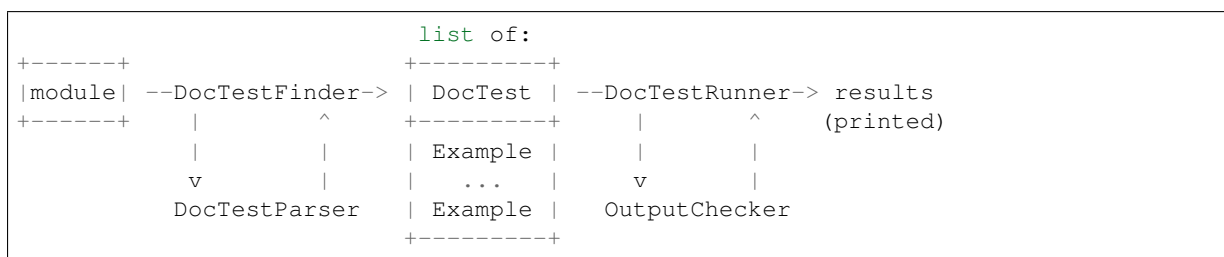 list of:
+------+                   +---------+
|module| --DocTestFinder-> | DocTest | --DocTestRunner-> results
+------+    |        ^     +---------+     |       ^    (printed)
            |        |     | Example |     |       |
            v        |     |   ...   |     v       |
           DocTestParser   | Example |   OutputChecker
                           +---------+